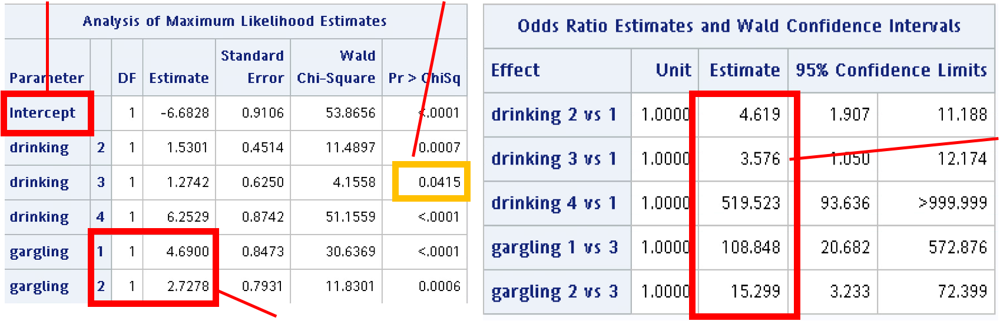 Analysis of Maximum Likelihood Estimates
Parameter DF Estimate Standard Error Wald Chi-Square Pr > ChiSq
Intercept 1 -6.6828 0.9106 53.8656 <.0001
drinking 2 1 1.5301 0.4514 11.4897 0.0007
drinking 3 1 1.2742 0.6250 4.1558 0.0415
drinking 4 1 6.2529 0.8742 51.1559 <.0001
gargling 1 1 4.6900 0.8473 30.6369 <.0001
gargling 2 1 2.7278 0.7931 11.8301 0.0006
Odds Ratio Estimates and Wald Confidence Intervals
Effect Unit Estimate 95% Confidence Limits
drinking 2 vs 1 1.0000 4.619 1.907 11.188
drinking 3 vs 1 1.0000 3.576 1.050 12.174
drinking 4 vs 1 1.0000 519.523 93.636 >999.999
gargling 1 vs 3 1.0000 108.848 20.682 572.876
gargling 2 vs 3 1.0000 15.299 3.233 72.399